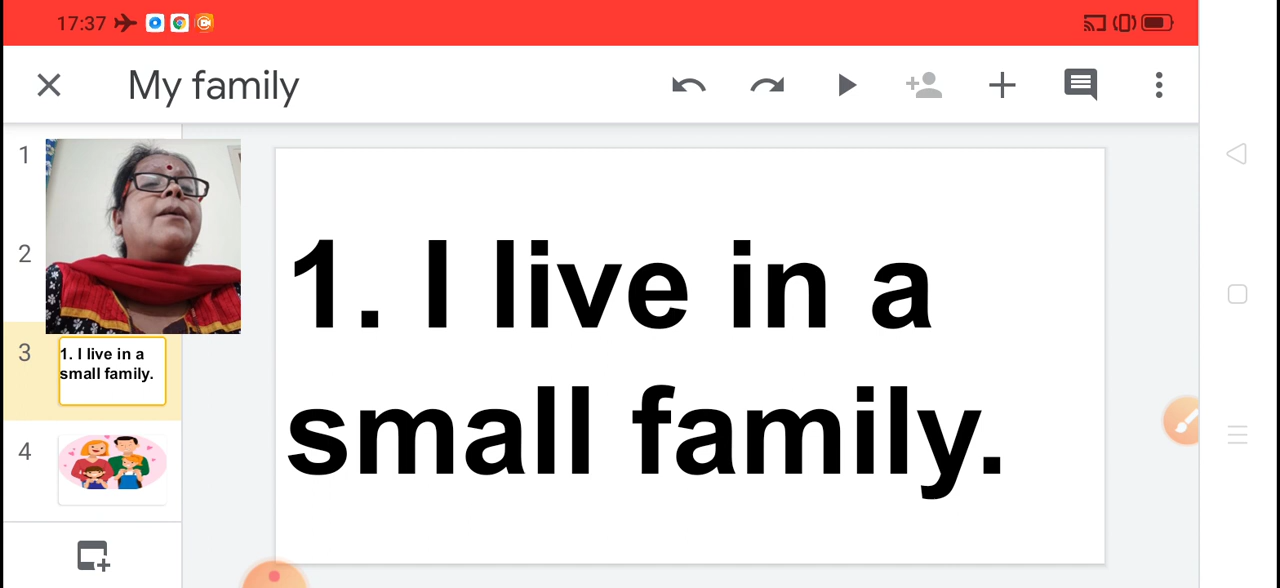 17:37
My family
1
2
3
1. I live in a
small family.
4
1. I live in a
small family.